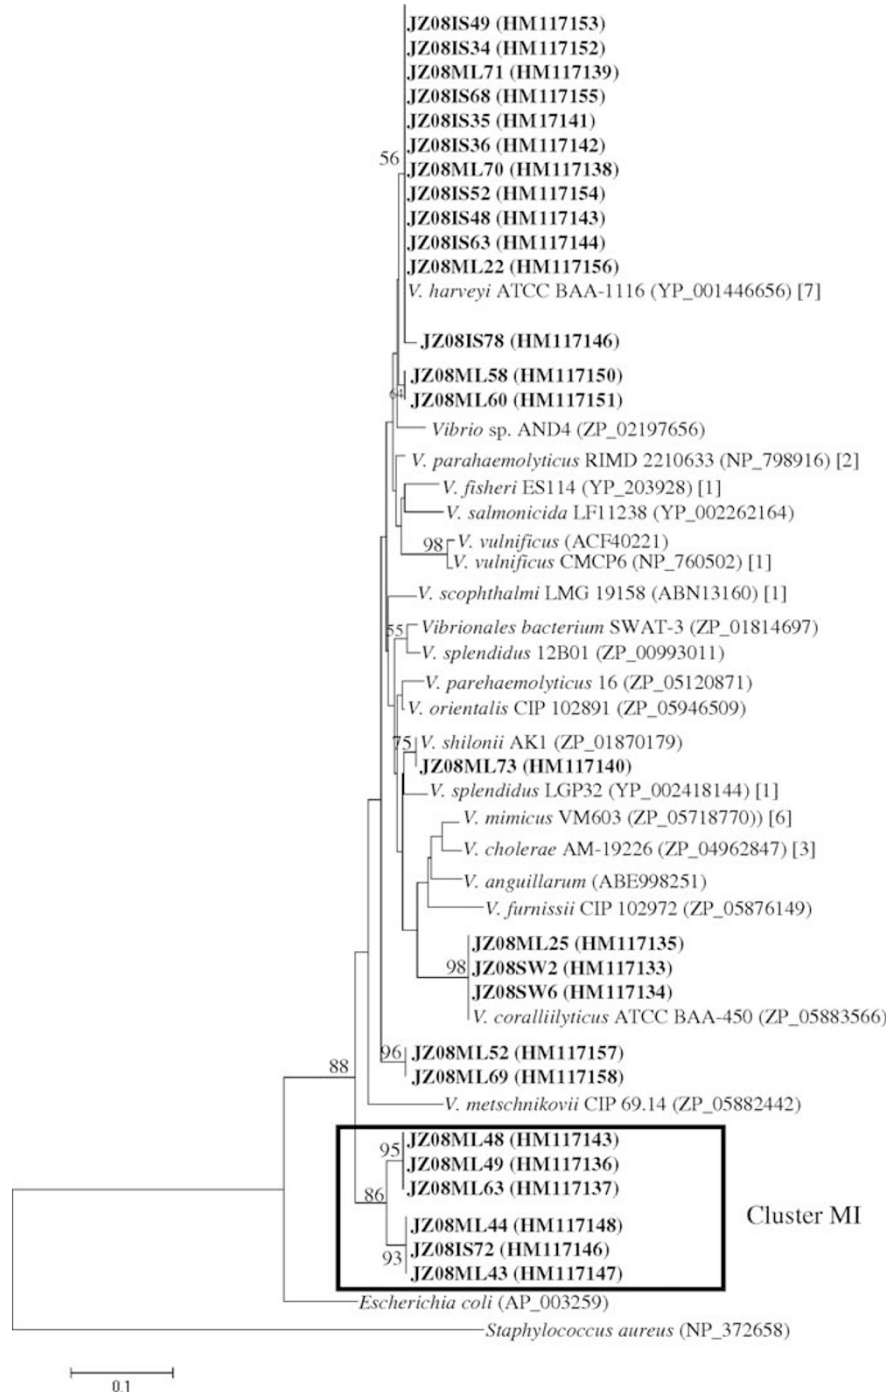 JZ08IS49 (HM117153)
JZ08IS34 (HM117152)
JZ08ML71 (HM117139)
JZ08IS68 (HM117155)
JZ08IS35 (HM17141)
JZ08IS36 (HM117142)
56
JZ08ML70 (HM117138)
JZ08IS52 (HM117154)
JZ08IS48 (HM117143)
JZ08IS63 (HM117144)
JZ08ML22 (HM117156)
V. harveyi ATCC BAA-1116 (YP_001446656) [7]
JZ08IS78 (HM117146)
JZ08ML58 (HM117150)
64
JZ08ML60 (HM117151)
Vibrio sp. AND4 (ZP_02197656)
V. parahaemolyticus RIMD 2210633 (NP_798916) [2]
V. fisheri ES114 (YP_203928) [1]
V. salmonicida LF11238 (YP_002262164)
98
V. vulnificus (ACF40221)
V. vulnificus CMCP6 (NP_760502) [1]
V. scophthalmi LMG 19158 (ABN13160) [1]
55
Vibrionales bacterium SWAT-3 (ZP_01814697)
V. splendidus 12B01 (ZP_00993011)
V. parehaemolyticus 16 (ZP_05120871)
V. orientalis CIP 102891 (ZP_05946509)
75
V. shilonii AK1 (ZP_01870179)
JZ08ML73 (HM117140)
V. splendidus LGP32 (YP_002418144) [1]
V. mimicus VM603 (ZP_05718770)) [6]
V. cholerae AM-19226 (ZP_04962847) [3]
V. anguillarum (ABE998251)
V. furnissii CIP 102972 (ZP_05876149)
JZ08ML25 (HM117135)
98
JZ08SW2 (HM117133)
JZ08SW6 (HM117134)
V. coralliilyticus ATCC BAA-450 (ZP_05883566)
96
JZ08ML52 (HM117157)
88
JZ08ML69 (HM117158)
V. metschnikovii CIP 69.14 (ZP_05882442)
JZ08ML48 (HM117143)
95
JZ08ML49 (HM117136)
JZ08ML63 (HM117137)
86
Cluster MI
JZ08ML44 (HM117148)
JZ08IS72 (HM117146)
93
JZ08ML43 (HM117147)
Escherichia coli (AP_003259)
Staphylococcus aureus (NP_372658)
0.1